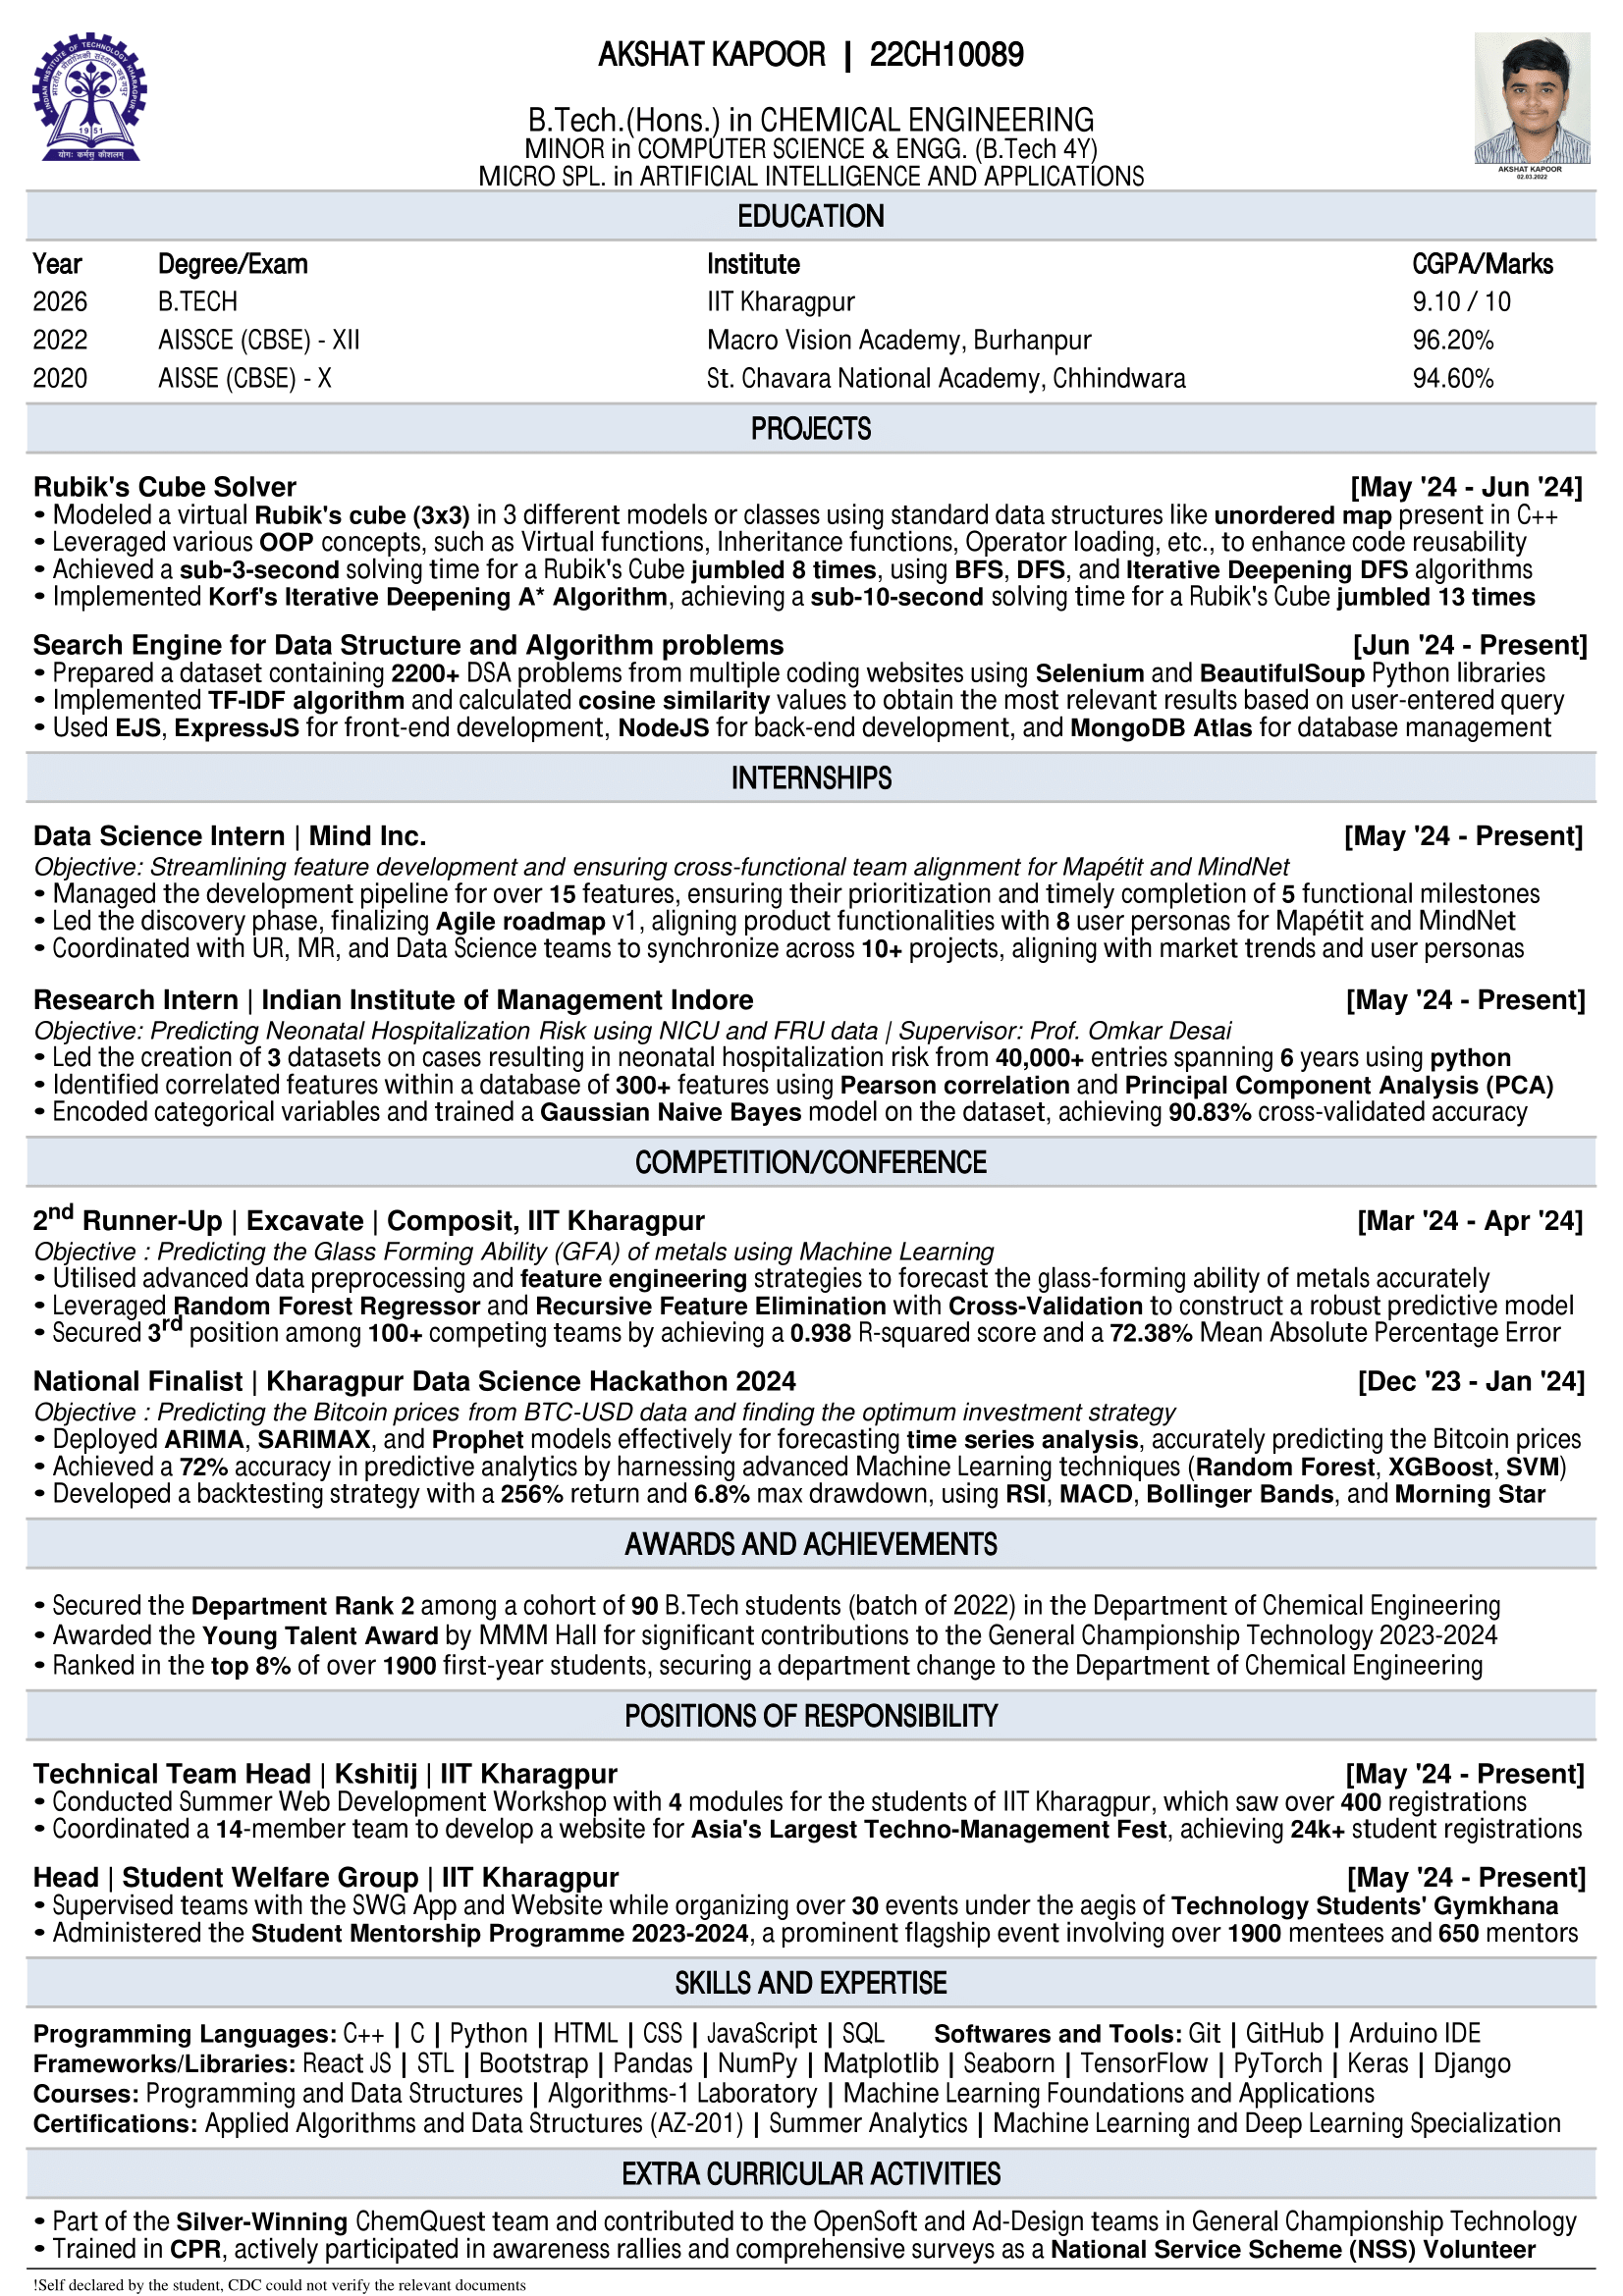 INDIAN INSTITUTE OF TECHNOLOGY KHARAGPUR
भारतीय प्रौद्योगिकी संस्थान खड़गपुर
1951
योगः कर्मसु कौशलम्
AKSHAT KAPOOR | 22CH10089
B.Tech.(Hons.) in CHEMICAL ENGINEERING
MINOR in COMPUTER SCIENCE & ENGG. (B.Tech 4Y)
MICRO SPL. in ARTIFICIAL INTELLIGENCE AND APPLICATIONS
AKSHAT KAPOOR
02.03.2022
EDUCATION
Year Degree/Exam Institute CGPA/Marks
2026 B.TECH IIT Kharagpur 9.10 / 10
2022 AISSCE (CBSE) - XII Macro Vision Academy, Burhanpur 96.20%
2020 AISSE (CBSE) - X St. Chavara National Academy, Chhindwara 94.60%
PROJECTS
Rubik's Cube Solver [May '24 - Jun '24]
• Modeled a virtual Rubik's cube (3x3) in 3 different models or classes using standard data structures like unordered map present in C++
• Leveraged various OOP concepts, such as Virtual functions, Inheritance functions, Operator loading, etc., to enhance code reusability
• Achieved a sub-3-second solving time for a Rubik's Cube jumbled 8 times, using BFS, DFS, and Iterative Deepening DFS algorithms
• Implemented Korf's Iterative Deepening A* Algorithm, achieving a sub-10-second solving time for a Rubik's Cube jumbled 13 times
Search Engine for Data Structure and Algorithm problems [Jun '24 - Present]
• Prepared a dataset containing 2200+ DSA problems from multiple coding websites using Selenium and BeautifulSoup Python libraries
• Implemented TF-IDF algorithm and calculated cosine similarity values to obtain the most relevant results based on user-entered query
• Used EJS, ExpressJS for front-end development, NodeJS for back-end development, and MongoDB Atlas for database management
INTERNSHIPS
Data Science Intern | Mind Inc. [May '24 - Present]
Objective: Streamlining feature development and ensuring cross-functional team alignment for Mapétit and MindNet
• Managed the development pipeline for over 15 features, ensuring their prioritization and timely completion of 5 functional milestones
• Led the discovery phase, finalizing Agile roadmap v1, aligning product functionalities with 8 user personas for Mapétit and MindNet
• Coordinated with UR, MR, and Data Science teams to synchronize across 10+ projects, aligning with market trends and user personas
Research Intern | Indian Institute of Management Indore [May '24 - Present]
Objective: Predicting Neonatal Hospitalization Risk using NICU and FRU data | Supervisor: Prof. Omkar Desai
• Led the creation of 3 datasets on cases resulting in neonatal hospitalization risk from 40,000+ entries spanning 6 years using python
• Identified correlated features within a database of 300+ features using Pearson correlation and Principal Component Analysis (PCA)
• Encoded categorical variables and trained a Gaussian Naive Bayes model on the dataset, achieving 90.83% cross-validated accuracy
COMPETITION/CONFERENCE
2nd Runner-Up | Excavate | Composit, IIT Kharagpur [Mar '24 - Apr '24]
Objective : Predicting the Glass Forming Ability (GFA) of metals using Machine Learning
• Utilised advanced data preprocessing and feature engineering strategies to forecast the glass-forming ability of metals accurately
• Leveraged Random Forest Regressor and Recursive Feature Elimination with Cross-Validation to construct a robust predictive model
• Secured 3rd position among 100+ competing teams by achieving a 0.938 R-squared score and a 72.38% Mean Absolute Percentage Error
National Finalist | Kharagpur Data Science Hackathon 2024 [Dec '23 - Jan '24]
Objective : Predicting the Bitcoin prices from BTC-USD data and finding the optimum investment strategy
• Deployed ARIMA, SARIMAX, and Prophet models effectively for forecasting time series analysis, accurately predicting the Bitcoin prices
• Achieved a 72% accuracy in predictive analytics by harnessing advanced Machine Learning techniques (Random Forest, XGBoost, SVM)
• Developed a backtesting strategy with a 256% return and 6.8% max drawdown, using RSI, MACD, Bollinger Bands, and Morning Star
AWARDS AND ACHIEVEMENTS
• Secured the Department Rank 2 among a cohort of 90 B.Tech students (batch of 2022) in the Department of Chemical Engineering
• Awarded the Young Talent Award by MMM Hall for significant contributions to the General Championship Technology 2023-2024
• Ranked in the top 8% of over 1900 first-year students, securing a department change to the Department of Chemical Engineering
POSITIONS OF RESPONSIBILITY
Technical Team Head | Kshitij | IIT Kharagpur [May '24 - Present]
• Conducted Summer Web Development Workshop with 4 modules for the students of IIT Kharagpur, which saw over 400 registrations
• Coordinated a 14-member team to develop a website for Asia's Largest Techno-Management Fest, achieving 24k+ student registrations
Head | Student Welfare Group | IIT Kharagpur [May '24 - Present]
• Supervised teams with the SWG App and Website while organizing over 30 events under the aegis of Technology Students' Gymkhana
• Administered the Student Mentorship Programme 2023-2024, a prominent flagship event involving over 1900 mentees and 650 mentors
SKILLS AND EXPERTISE
Programming Languages: C++ | C | Python | HTML | CSS | JavaScript | SQL Softwares and Tools: Git | GitHub | Arduino IDE
Frameworks/Libraries: React JS | STL | Bootstrap | Pandas | NumPy | Matplotlib | Seaborn | TensorFlow | PyTorch | Keras | Django
Courses: Programming and Data Structures | Algorithms-1 Laboratory | Machine Learning Foundations and Applications
Certifications: Applied Algorithms and Data Structures (AZ-201) | Summer Analytics | Machine Learning and Deep Learning Specialization
EXTRA CURRICULAR ACTIVITIES
• Part of the Silver-Winning ChemQuest team and contributed to the OpenSoft and Ad-Design teams in General Championship Technology
• Trained in CPR, actively participated in awareness rallies and comprehensive surveys as a National Service Scheme (NSS) Volunteer
!Self declared by the student, CDC could not verify the relevant documents